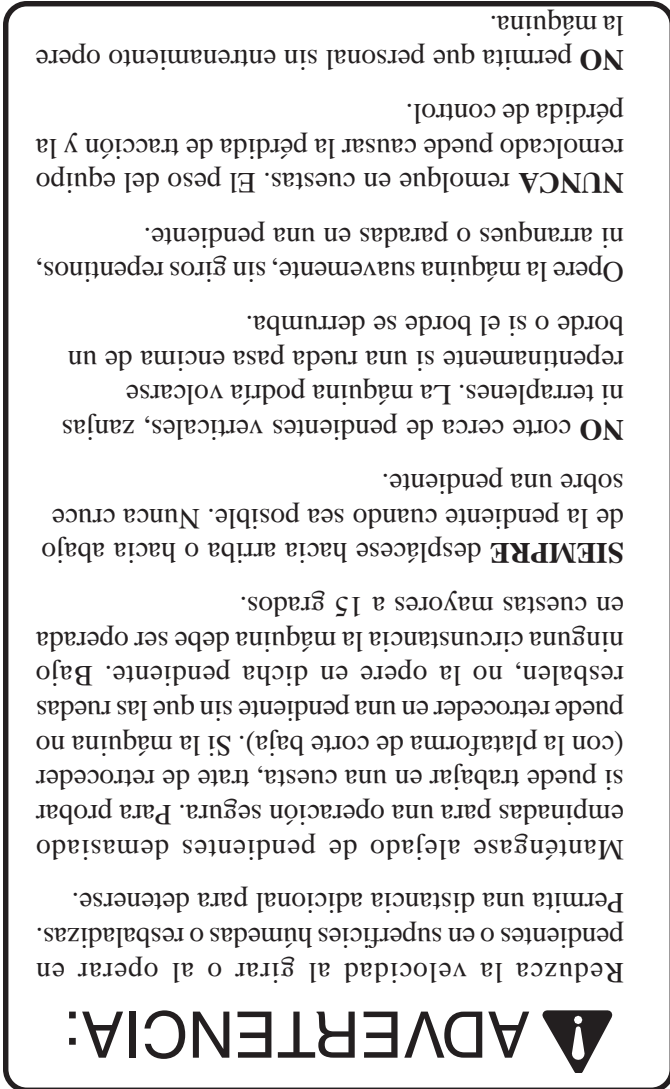 ADVERTENCIA:
Reduzca la velocidad al girar o al operar en
pendientes o en superficies húmedas o resbaladizas.
Permita una distancia adicional para detenerse.
Manténgase alejado de pendientes demasiado
empinadas para una operación segura. Para probar
si puede trabajar en una cuesta, trate de retroceder
(con la plataforma de corte baja). Si la máquina no
puede retroceder en una pendiente sin que las ruedas
resbalen, no la opere en dicha pendiente. Bajo
ninguna circunstancia la máquina debe ser operada
en cuestas mayores a 15 grados.
SIEMPRE desplácese hacia arriba o hacia abajo
de la pendiente cuando sea posible. Nunca cruce
sobre una pendiente.
NO corte cerca de pendientes verticales, zanjas
ni terraplenes. La máquina podría volcarse
repentinamente si una rueda pasa encima de un
borde o si el borde se derrumba.
Opere la máquina suavemente, sin giros repentinos,
ni arranques o paradas en una pendiente.
NUNCA remolque en cuestas. El peso del equipo
remolcado puede causar la pérdida de tracción y la
pérdida de control.
NO permita que personal sin entrenamiento opere
la máquina.